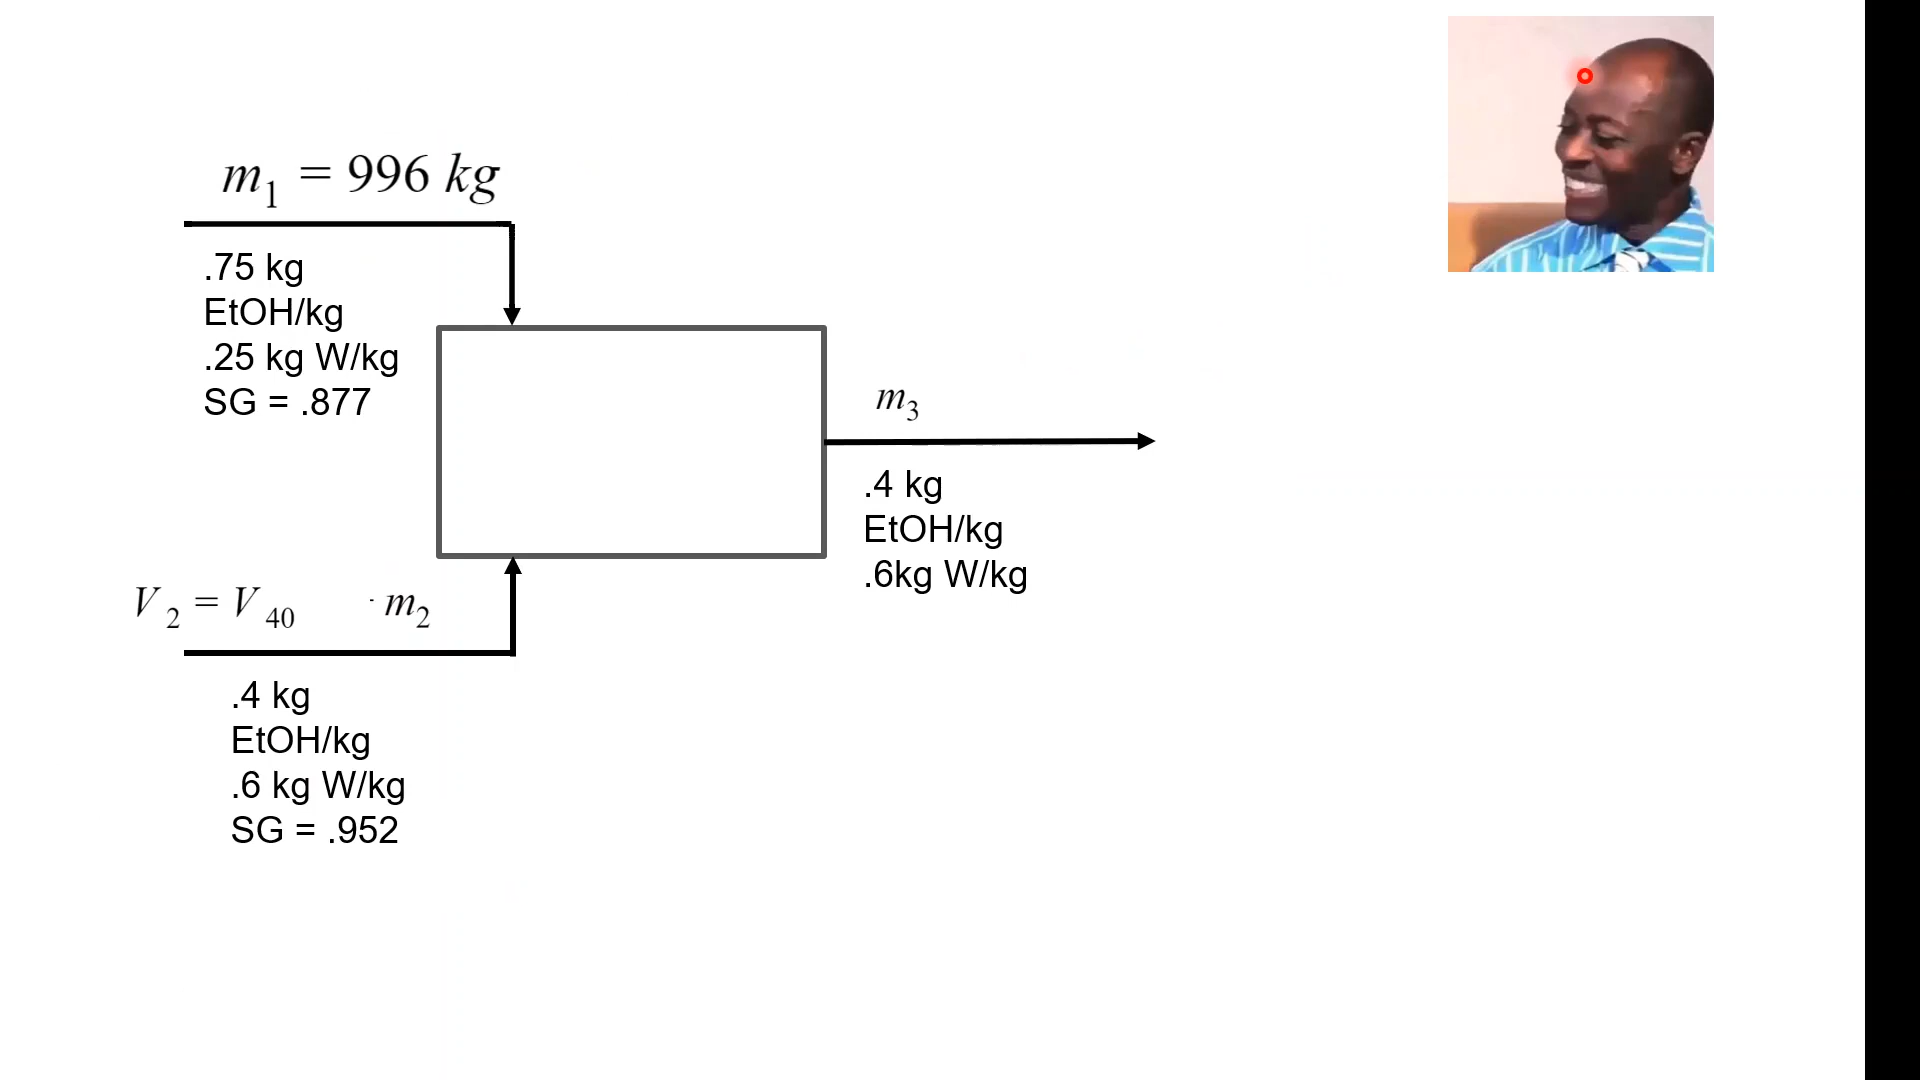 m1 = 996 kg
.75 kg
EtOH/kg
.25 kg W/kg
SG = .877
m3
.4 kg
EtOH/kg
.6kg W/kg
V2 = V40 m2
.4 kg
EtOH/kg
.6 kg W/kg
SG = .952